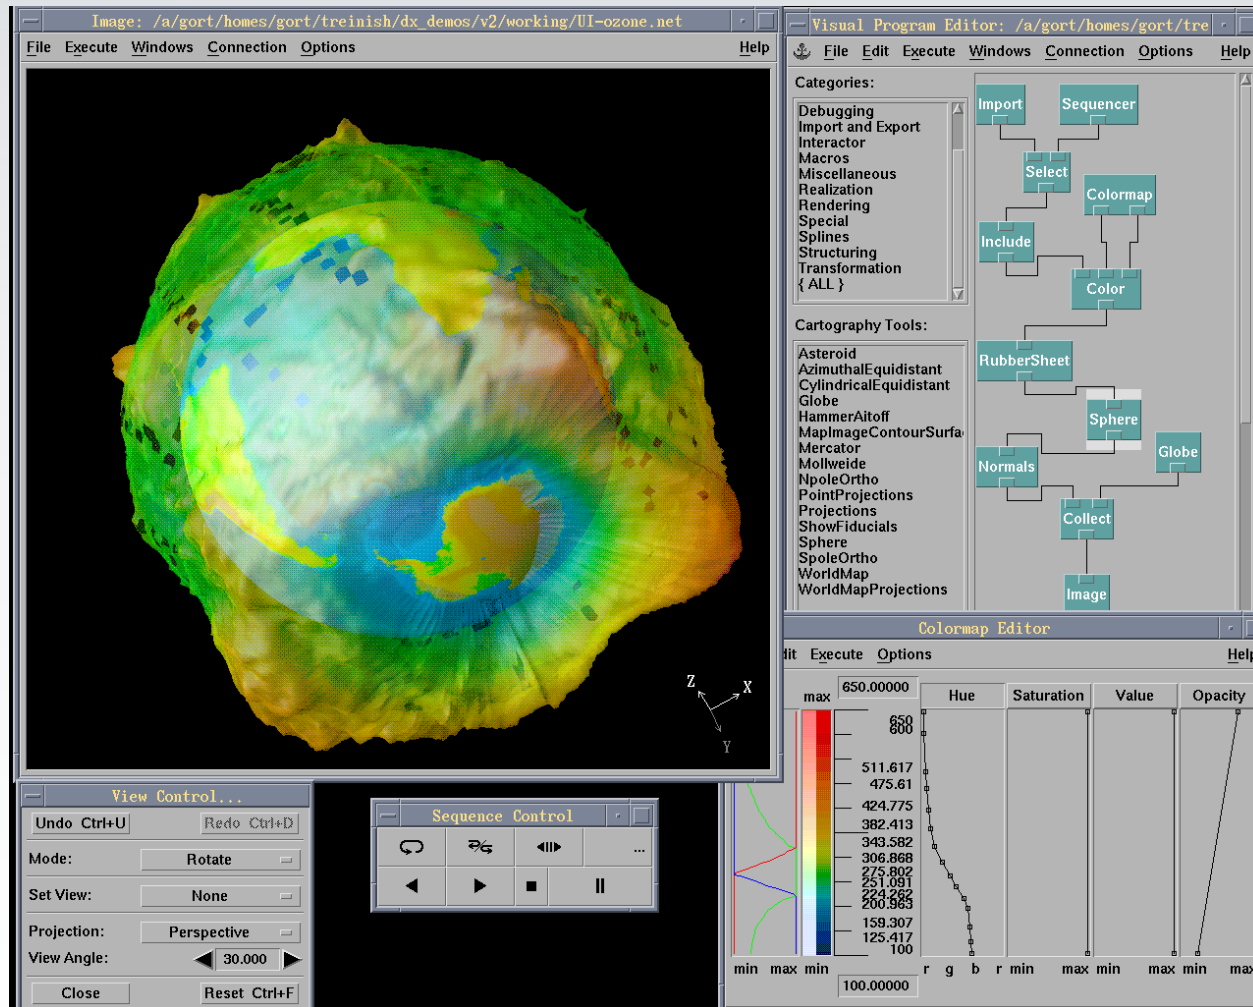 Image: /a/gort/homes/gort/treinish/dx_demos/v2/working/UI-ozone.net
File Execute Windows Connection Options Help
Z
X
Y
Visual Program Editor: /a/gort/homes/gort/tre
File Edit Execute Windows Connection Options Help
Categories:
Debugging
Import and Export
Interactor
Macros
Miscellaneous
Realization
Rendering
Special
Splines
Structuring
Transformation
{ ALL }
Cartography Tools:
Asteroid
AzimuthalEquidistant
CylindricalEquidistant
Globe
HammerAitoff
MapImageContourSurfa
Mercator
Mollweide
NpoleOrtho
PointProjections
Projections
ShowFiducials
Sphere
SpoleOrtho
WorldMap
WorldMapProjections
Import
Sequencer
Select
Colormap
Include
Color
RubberSheet
Sphere
Globe
Normals
Collect
Image
Colormap Editor
dit Execute Options Help
max 650.00000 Hue Saturation Value Opacity
650
600
511.617
475.61
424.775
382.413
343.582
306.868
275.802
251.091
224.262
200.963
159.307
125.417
100
min max min r g b r min max min max min max
100.00000
View Control...
Undo Ctrl+U Redo Ctrl+D
Mode: Rotate
Set View: None
Projection: Perspective
View Angle: 30.000
Close Reset Ctrl+F
Sequence Control
...